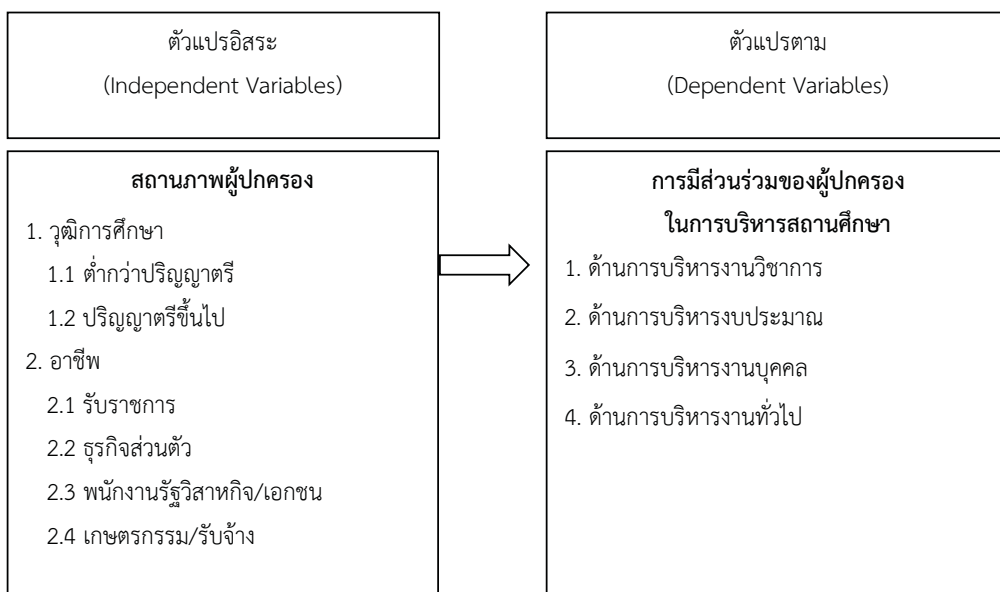 ตัวแปรอิสระ
(Independent Variables)
ตัวแปรตาม
(Dependent Variables)
สถานภาพผู้ปกครอง
1. วุฒิการศึกษา
1.1 ต่ำกว่าปริญญาตรี
1.2 ปริญญาตรีขึ้นไป
2. อาชีพ
2.1 รับราชการ
2.2 ธุรกิจส่วนตัว
2.3 พนักงานรัฐวิสาหกิจ/เอกชน
2.4 เกษตรกรรม/รับจ้าง
การมีส่วนร่วมของผู้ปกครอง
ในการบริหารสถานศึกษา
1. ด้านการบริหารงานวิชาการ
2. ด้านการบริหารงบประมาณ
3. ด้านการบริหารงานบุคคล
4. ด้านการบริหารงานทั่วไป